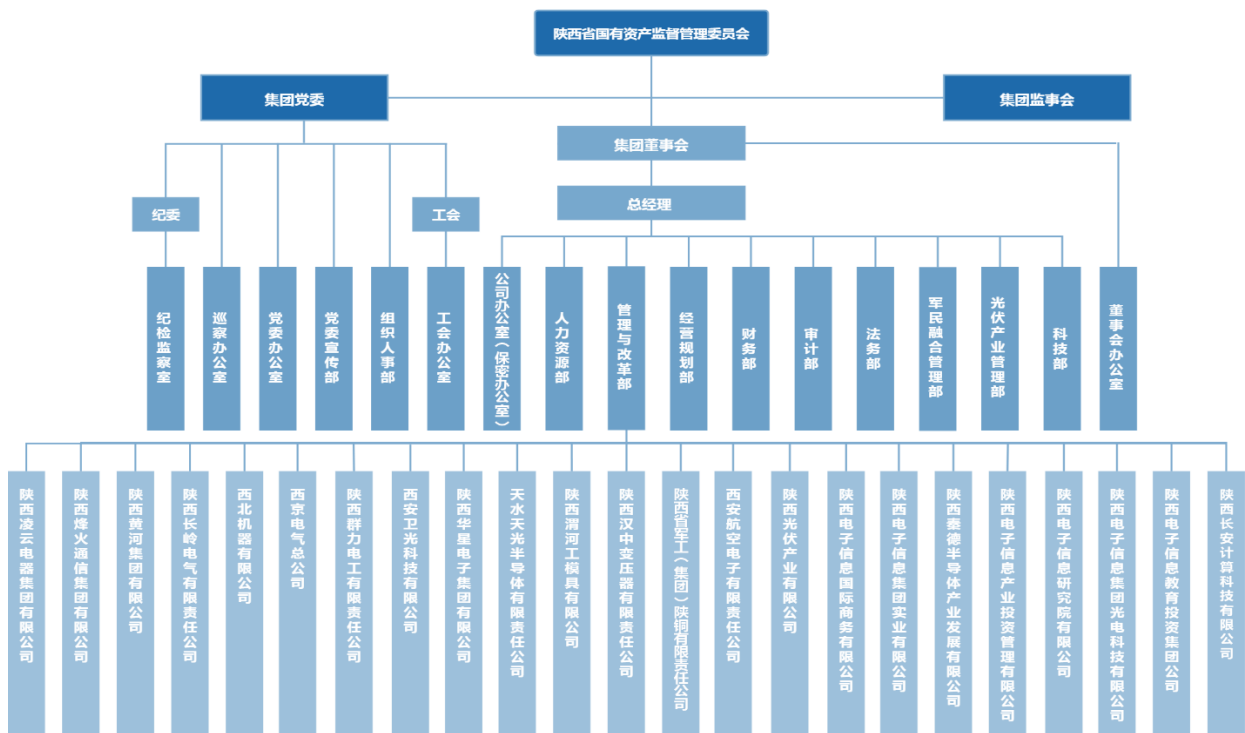 陕西省国有资产监督管理委员会
集团党委
集团监事会
集团董事会
总经理
纪委
工会
纪检监察室
巡察办公室
党委办公室
党委宣传部
组织人事部
工会办公室
公司办公室（保密办公室）
人力资源部
管理与改革部
经营规划部
财务部
审计部
法务部
军民融合管理部
光伏产业管理部
科技部
董事会办公室
陕西凌云电器集团有限公司
陕西烽火通信集团有限公司
陕西黄河集团有限公司
陕西长岭电气有限责任公司
西北机器有限公司
西京电气总公司
陕西群力电工有限责任公司
西安卫光科技有限公司
陕西华星电子集团有限公司
天水天光半导体有限责任公司
陕西渭河工模具有限公司
陕西汉中变压器有限责任公司
陕西省军工（集团）陕铜有限责任公司
西安航空电子有限责任公司
陕西光伏产业有限公司
陕西电子信息国际商务有限公司
陕西电子信息集团实业有限公司
陕西秦德半导体产业发展有限公司
陕西电子信息产业投资管理有限公司
陕西电子信息研究院有限公司
陕西电子信息集团光电科技有限公司
陕西电子信息教育投资集团公司
陕西长安计算科技有限公司